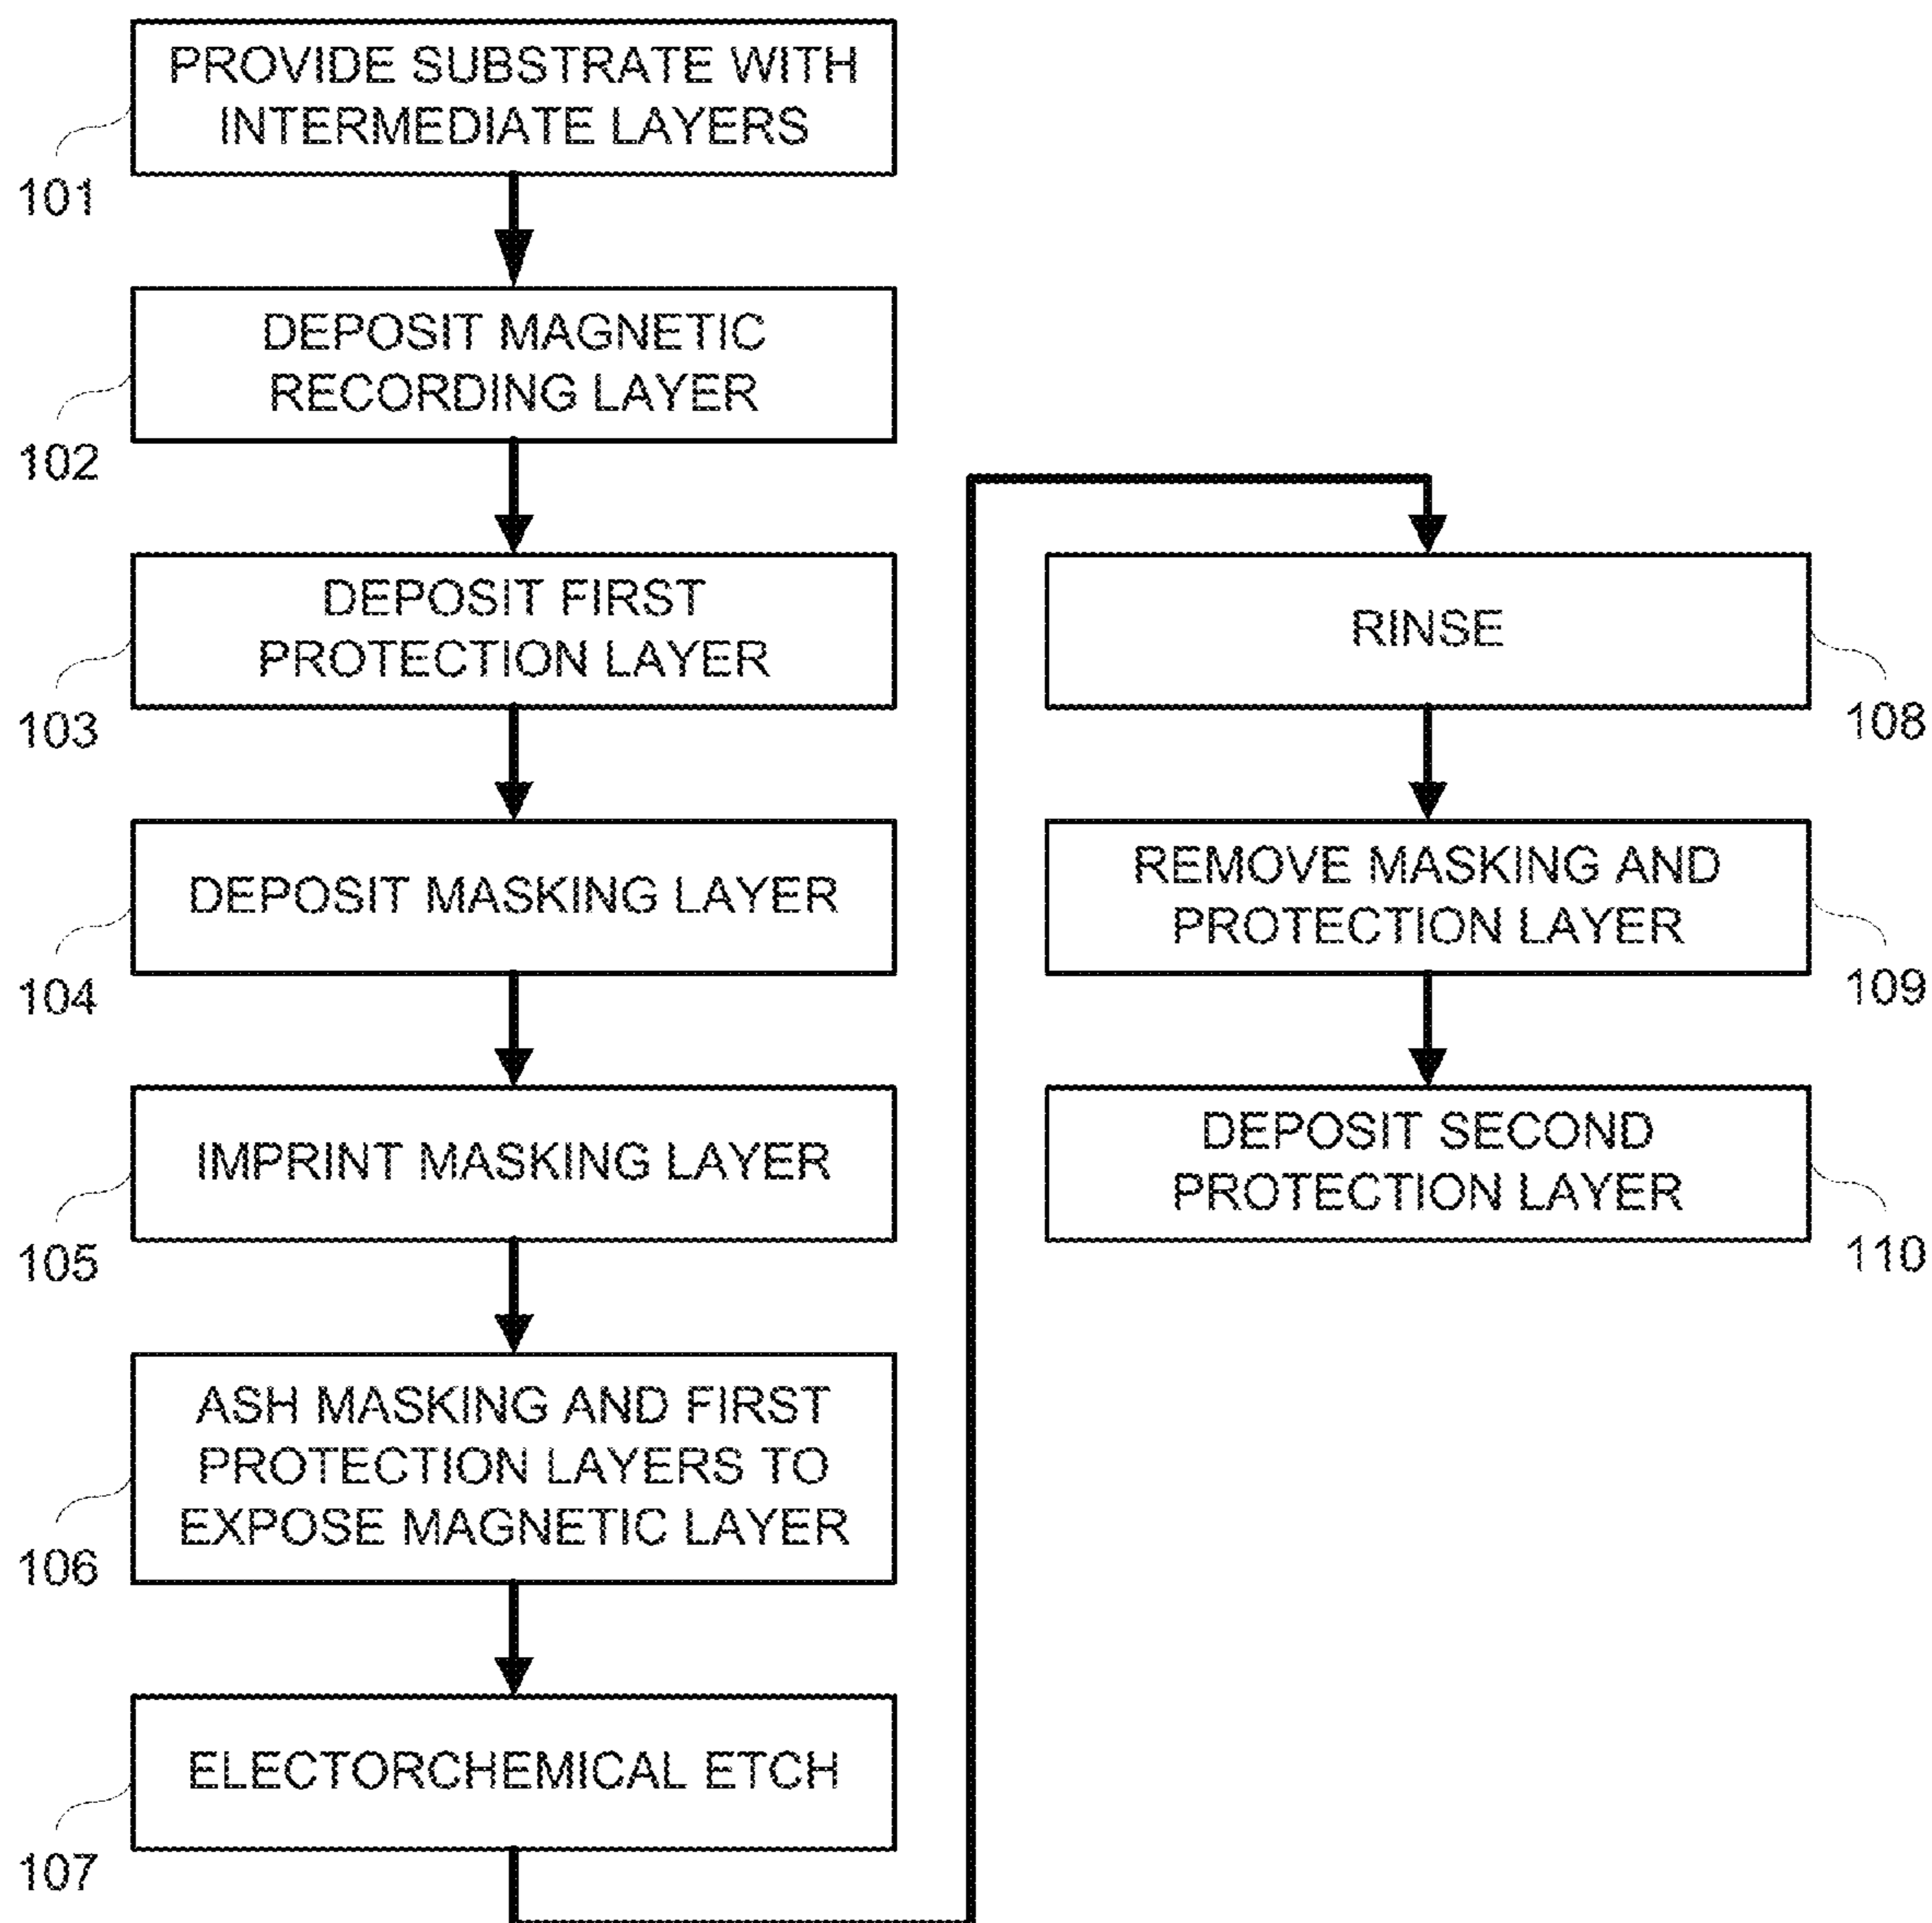 PROVIDE SUBSTRATE WITH
INTERMEDIATE LAYERS
101
DEPOSIT MAGNETIC
RECORDING LAYER
102
DEPOSIT FIRST
PROTECTION LAYER
103
DEPOSIT MASKING LAYER
104
IMPRINT MASKING LAYER
105
ASH MASKING AND FIRST
PROTECTION LAYERS TO
EXPOSE MAGNETIC LAYER
106
ELECTORCHEMICAL ETCH
107
RINSE
108
REMOVE MASKING AND
PROTECTION LAYER
109
DEPOSIT SECOND
PROTECTION LAYER
110